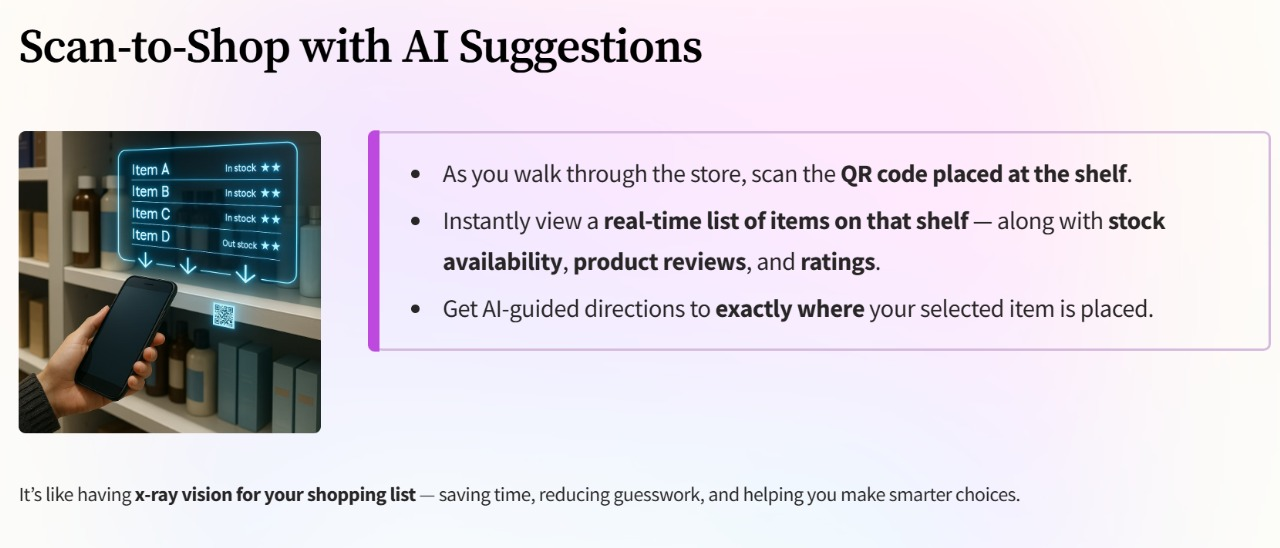 Scan-to-Shop with AI Suggestions
Item A In stock ★★
Item B In stock ★★
Item C In stock ★★
Item D Out stock ★★
• As you walk through the store, scan the QR code placed at the shelf.
• Instantly view a real-time list of items on that shelf — along with stock
availability, product reviews, and ratings.
• Get AI-guided directions to exactly where your selected item is placed.
It’s like having x-ray vision for your shopping list — saving time, reducing guesswork, and helping you make smarter choices.